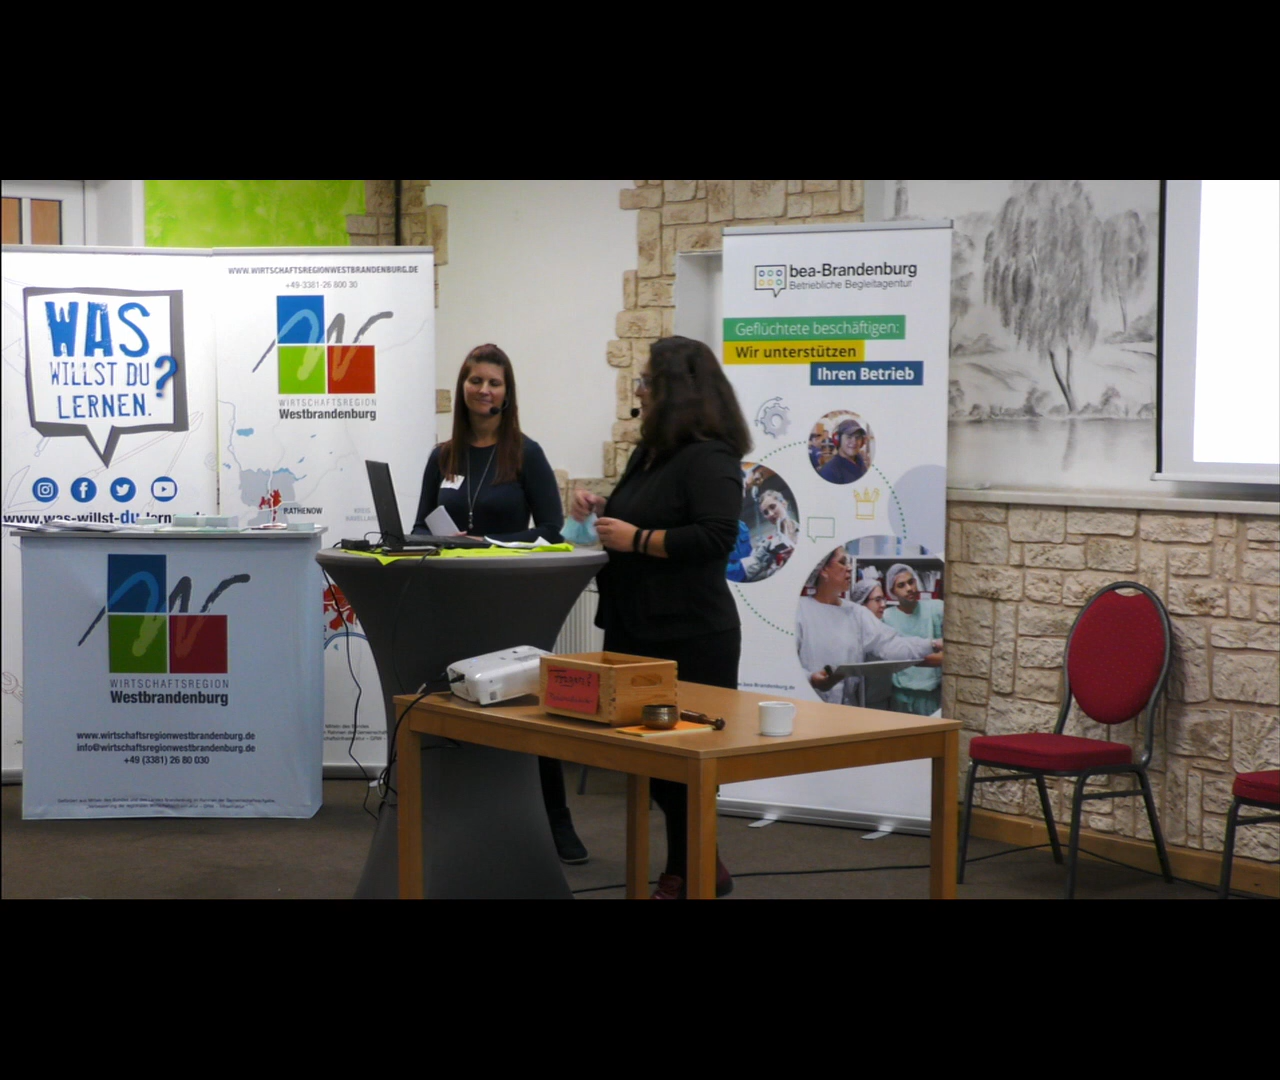 WAS
WILLST DU?
LERNEN.
WWW.WIRTSCHAFTSREGIONWESTBRANDENBURG.DE
+49-3381-26 800 30
WIRTSCHAFTSREGION
Westbrandenburg
RATHENOW
WIRTSCHAFTSREGION
Westbrandenburg
www.wirtschaftsregionwestbrandenburg.de
info@wirtschaftsregionwestbrandenburg.de
+49 (3381) 26 80 030
bea-Brandenburg
Betriebliche Begleitagentur
Geflüchtete beschäftigen:
Wir unterstützen
Ihren Betrieb